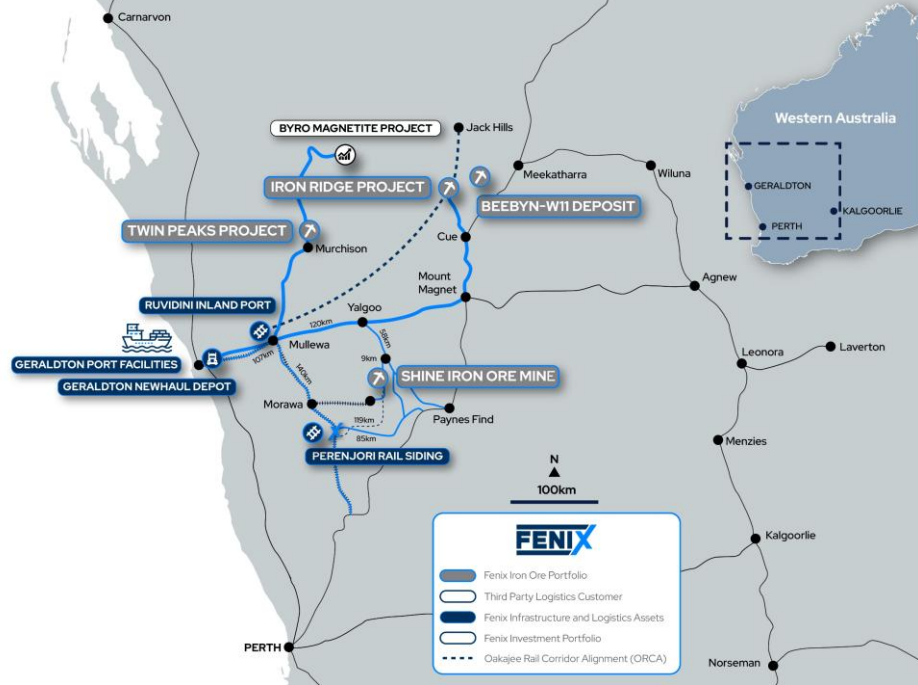 Carnarvon
Western Australia
BYRO MAGNETITE PROJECT
Jack Hills
Meekatharra
Wiluna
IRON RIDGE PROJECT
GERALDTON
BEEBYN-W11 DEPOSIT
KALGOORLIE
PERTH
TWIN PEAKS PROJECT
Murchison
Cue
Mount
Magnet
Agnew
RUVIDINI INLAND PORT
Yalgoo
120km
Mullewa
58km
GERALDTON PORT FACILITIES
107km
9km
Leonora
Laverton
GERALDTON NEWHAUL DEPOT
140km
SHINE IRON ORE MINE
Morawa
119km
Paynes Find
85km
Menzies
PERENJORI RAIL SIDING
N
100km
FENIX
Kalgoorlie
Fenix Iron Ore Portfolio
Third Party Logistics Customer
Fenix Infrastructure and Logistics Assets
Fenix Investment Portfolio
Oakajee Rail Corridor Alignment (ORCA)
PERTH
Norseman